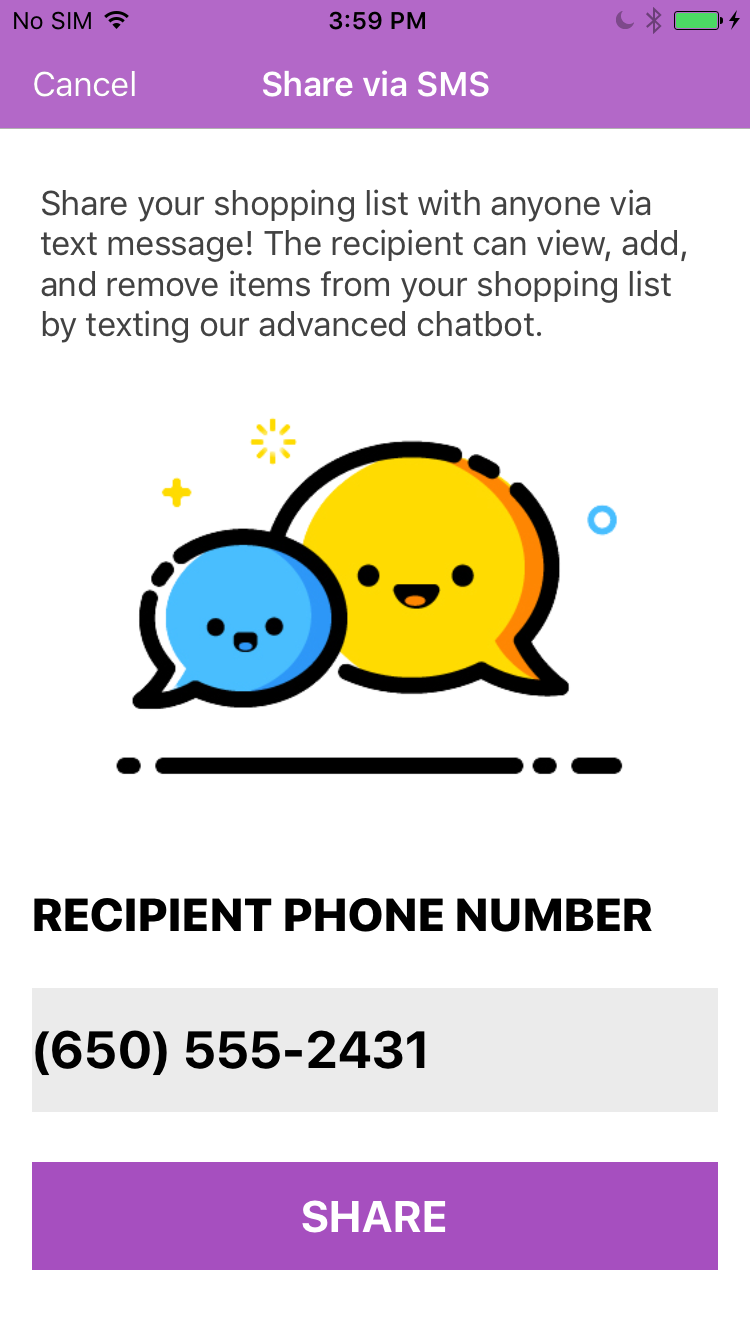 No SIM 3:59 PM
Cancel Share via SMS
Share your shopping list with anyone via
text message! The recipient can view, add,
and remove items from your shopping list
by texting our advanced chatbot.
RECIPIENT PHONE NUMBER
(650) 555-2431
SHARE